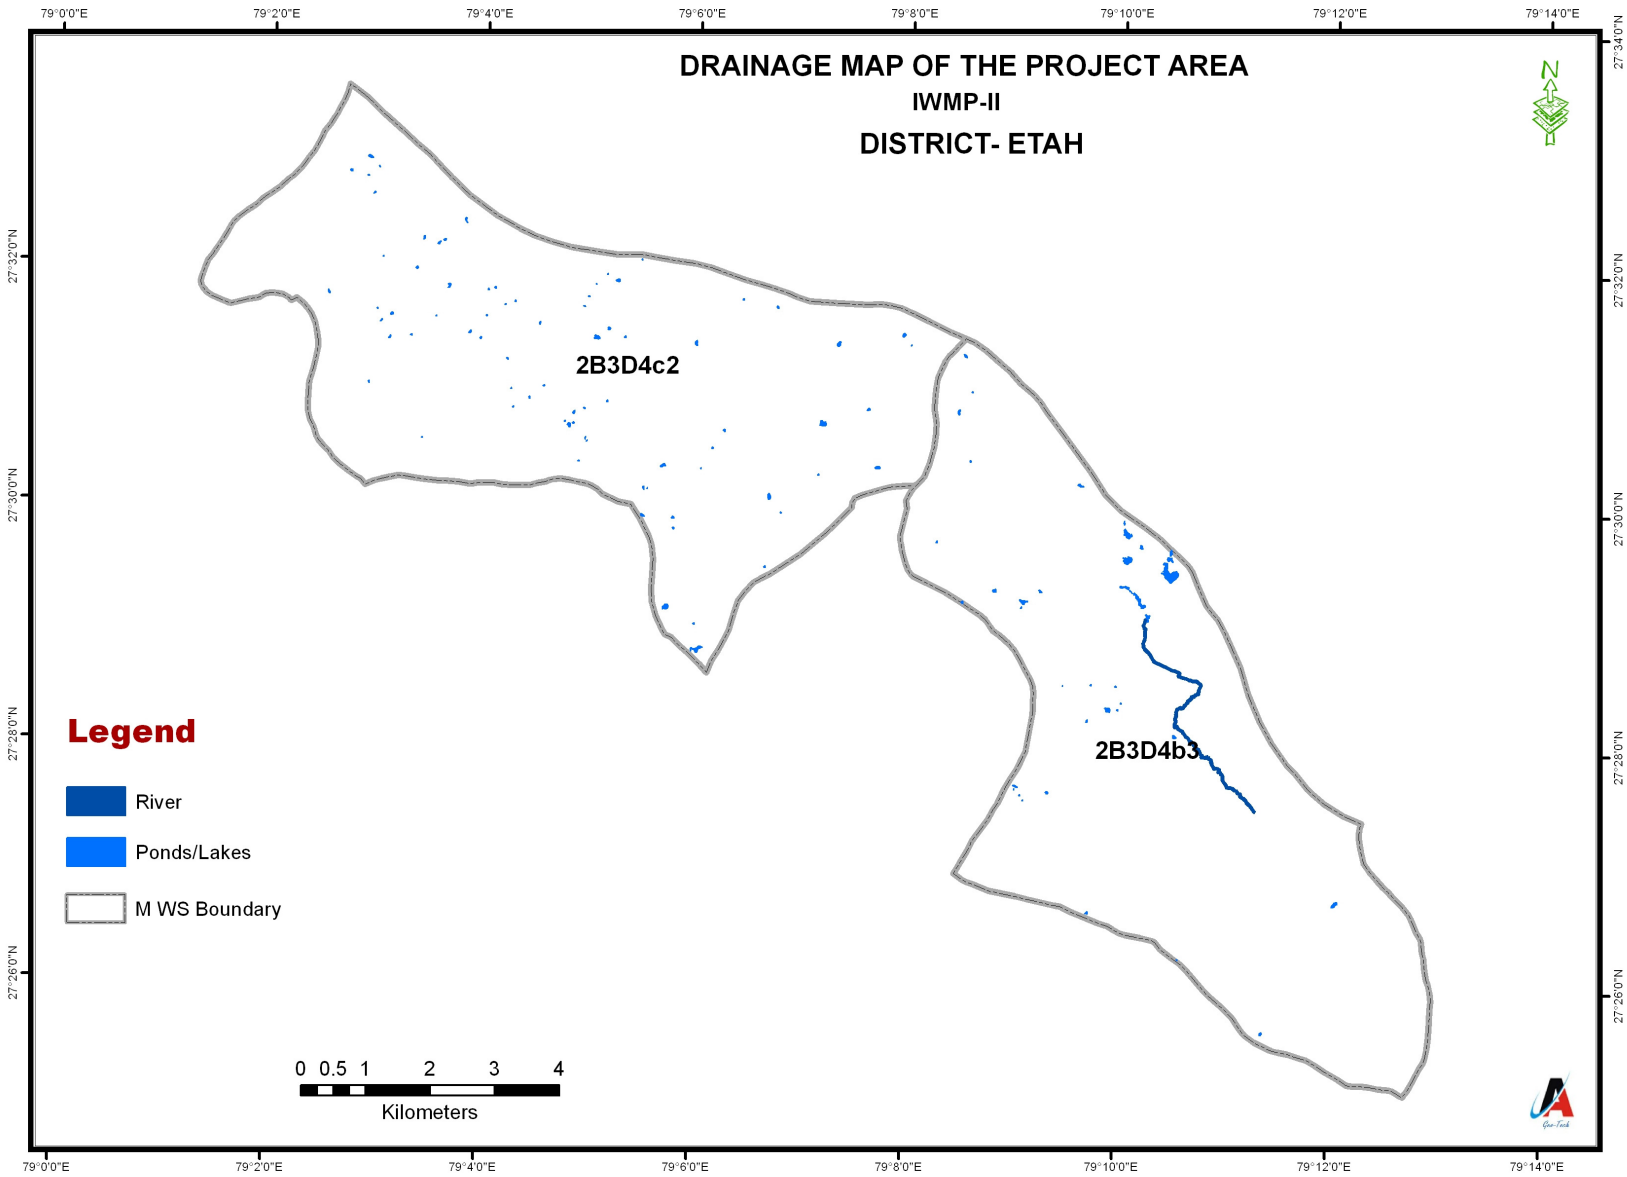 79°0'0"E 79°2'0"E 79°4'0"E 79°6'0"E 79°8'0"E 79°10'0"E 79°12'0"E 79°14'0"E
27°34'0"N
DRAINAGE MAP OF THE PROJECT AREA
IWMP-II
DISTRICT- ETAH
N
27°32'0"N
27°32'0"N
2B3D4c2
27°30'0"N
27°30'0"N
27°28'0"N
27°28'0"N
2B3D4b3
Legend
River
Ponds/Lakes
M WS Boundary
27°26'0"N
27°26'0"N
0 0.5 1 2 3 4
Kilometers
Geo-Tech
79°0'0"E 79°2'0"E 79°4'0"E 79°6'0"E 79°8'0"E 79°10'0"E 79°12'0"E 79°14'0"E